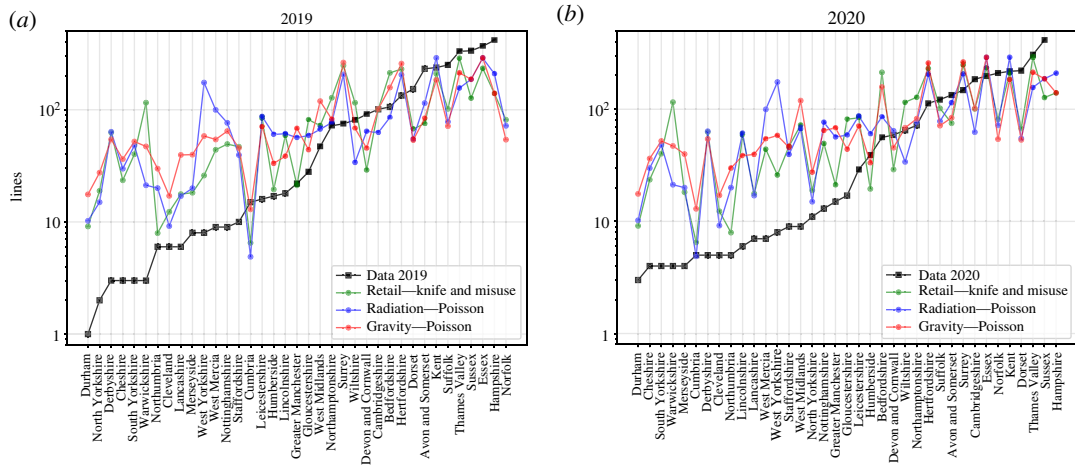 (a)
2019
lines
10²
10
1
Data 2019
Retail—knife and misuse
Radiation—Poisson
Gravity—Poisson
Durham
North Yorkshire
Derbyshire
Cheshire
South Yorkshire
Warwickshire
Northumbria
Cleveland
Lancashire
Merseyside
West Yorkshire
West Mercia
Nottinghamshire
Staffordshire
Cumbria
Leicestershire
Humberside
Lincolnshire
Greater Manchester
Gloucestershire
West Midlands
Northamptonshire
Surrey
Wiltshire
Devon and Cornwall
Cambridgeshire
Bedfordshire
Hertfordshire
Dorset
Avon and Somerset
Kent
Suffolk
Thames Valley
Sussex
Essex
Hampshire
Norfolk
(b)
2020
10²
10
1
Data 2020
Retail—knife and misuse
Radiation—Poisson
Gravity—Poisson
Durham
Cheshire
South Yorkshire
Warwickshire
Merseyside
Cumbria
Derbyshire
Cleveland
Northumbria
Lincolnshire
Lancashire
West Mercia
West Yorkshire
Staffordshire
West Midlands
North Yorkshire
Nottinghamshire
Greater Manchester
Gloucestershire
Leicestershire
Humberside
Bedfordshire
Devon and Cornwall
Wiltshire
Northamptonshire
Hertfordshire
Suffolk
Avon and Somerset
Surrey
Cambridgeshire
Essex
Norfolk
Kent
Dorset
Thames Valley
Sussex
Hampshire